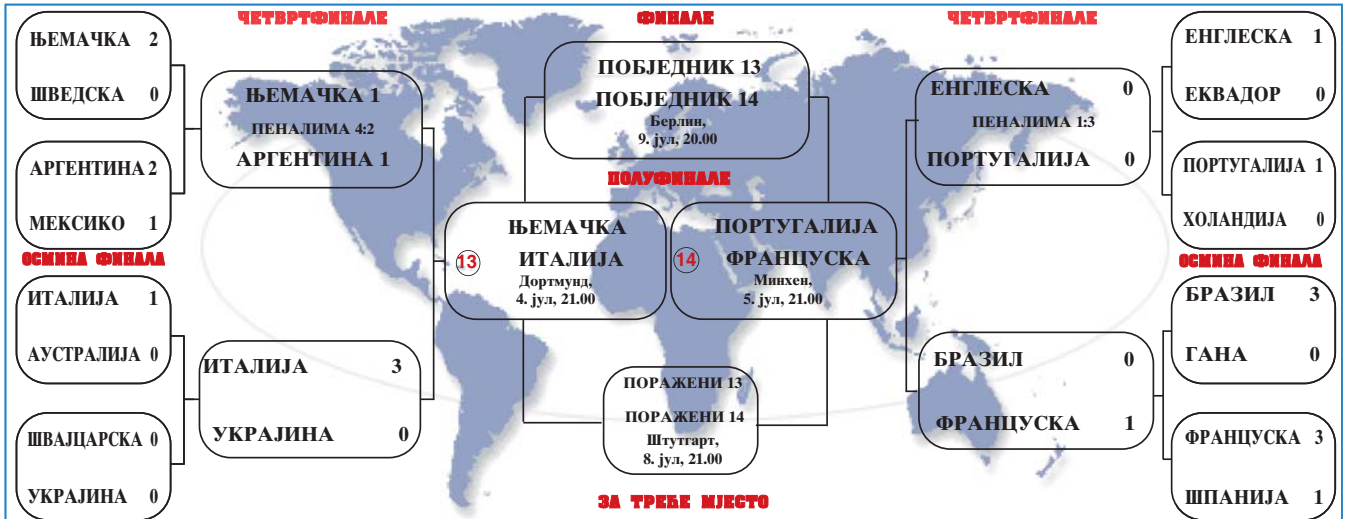 ЧЕТВРТФИНАЛЕ
ФИНАЛЕ
ЧЕТВРТФИНАЛЕ
ЊЕМАЧКА 2
ШВЕДСКА 0
АРГЕНТИНА 2
МЕКСИКО 1
ЊЕМАЧКА 1
ПЕНАЛИМА 4:2
АРГЕНТИНА 1
ОСМИНА ФИНАЛА
ИТАЛИЈА 1
АУСТРАЛИЈА 0
ШВАЈЦАРСКА 0
УКРАЈИНА 0
ИТАЛИЈА 3
УКРАЈИНА 0
ПОБЈЕДНИК 13
ПОБЈЕДНИК 14
Берлин,
9. јул, 20.00
ПОЛУФИНАЛЕ
13
ЊЕМАЧКА
ИТАЛИЈА
Дортмунд,
4. јул, 21.00
14
ПОРТУГАЛИЈА
ФРАНЦУСКА
Минхен,
5. јул, 21.00
ПОРАЖЕНИ 13
ПОРАЖЕНИ 14
Штутгарт,
8. јул, 21.00
ЗА ТРЕЋЕ МЈЕСТО
ЕНГЛЕСКА 0
ПЕНАЛИМА 1:3
ПОРТУГАЛИЈА 0
БРАЗИЛ 0
ФРАНЦУСКА 1
ЕНГЛЕСКА 1
ЕКВАДОР 0
ПОРТУГАЛИЈА 1
ХОЛАНДИЈА 0
ОСМИНА ФИНАЛА
БРАЗИЛ 3
ГАНА 0
ФРАНЦУСКА 3
ШПАНИЈА 1